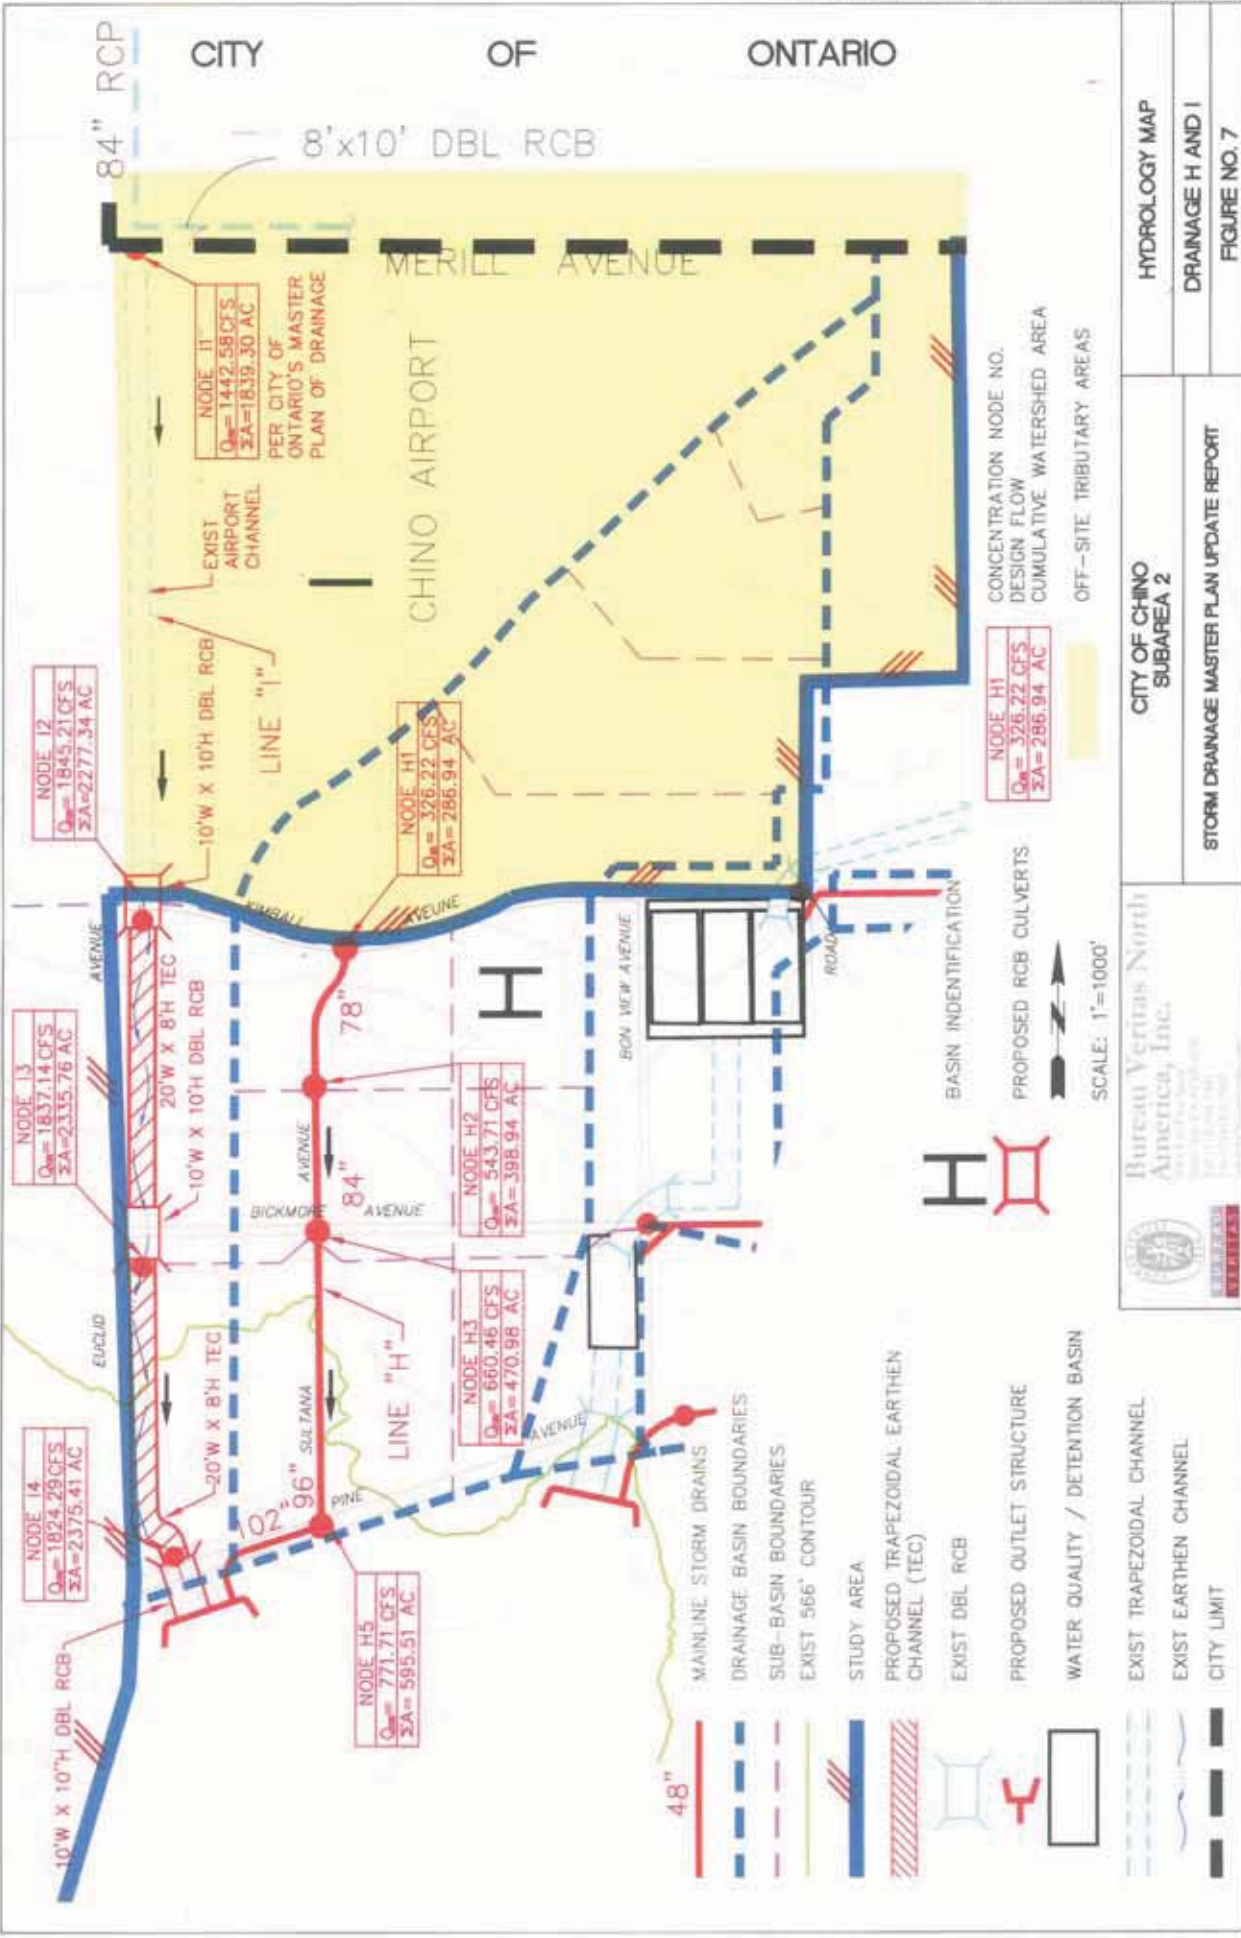 CITY OF ONTARIO
84" RCP
8'x10' DBL RCB
MERILL AVENUE
NODE I1
Q₁₀₀= 1442.58CFS
ΣA=1839.30 AC
PER CITY OF
ONTARIO'S MASTER
PLAN OF DRAINAGE
EXIST
AIRPORT
CHANNEL
CHINO AIRPORT
I
LINE "I"
10'W X 10'H DBL RCB
NODE I2
Q₁₀₀= 1845.21CFS
ΣA=2277.34 AC
NODE H1
Q₁₀₀= 326.22 CFS
ΣA=286.94 AC
KIMBALL AVEUNE
AVENUE
20'W X 8'H TEC
NODE I3
Q₁₀₀= 1837.14CFS
ΣA=2335.76 AC
10'W X 10'H DBL RCB
78"
H
BON VIEW AVENUE
ROAD
AVENUE
84"
BICKMORE AVENUE
NODE H2
Q₁₀₀= 543.71 CFS
ΣA=398.94 AC
EUCLID
NODE H3
Q₁₀₀= 660.46 CFS
ΣA=470.98 AC
LINE "H"
SULTANA
20'W X 8'H TEC
NODE I4
Q₁₀₀= 1824.29CFS
ΣA=2375.41 AC
96"
102"
PINE AVENUE
10'W X 10"H DBL RCB
NODE H5
Q₁₀₀= 771.71 CFS
ΣA=595.51 AC
48"
MAINLINE STORM DRAINS
DRAINAGE BASIN BOUNDARIES
SUB-BASIN BOUNDARIES
EXIST 566' CONTOUR
STUDY AREA
PROPOSED TRAPEZOIDAL EARTHEN
CHANNEL (TEC)
EXIST DBL RCB
PROPOSED OUTLET STRUCTURE
WATER QUALITY / DETENTION BASIN
EXIST TRAPEZOIDAL CHANNEL
EXIST EARTHEN CHANNEL
CITY LIMIT
H
BASIN INDENTIFICATION
PROPOSED RCB CULVERTS
SCALE: 1"=1000'
NODE H1
Q₁₀₀= 326.22 CFS
ΣA=286.94 AC
CONCENTRATION NODE NO.
DESIGN FLOW
CUMULATIVE WATERSHED AREA
OFF-SITE TRIBUTARY AREAS
Bureau Veritas North
America, Inc.
BUREAU
VERITAS
CITY OF CHINO
SUBAREA 2
STORM DRAINAGE MASTER PLAN UPDATE REPORT
HYDROLOGY MAP
DRAINAGE H AND I
FIGURE NO. 7